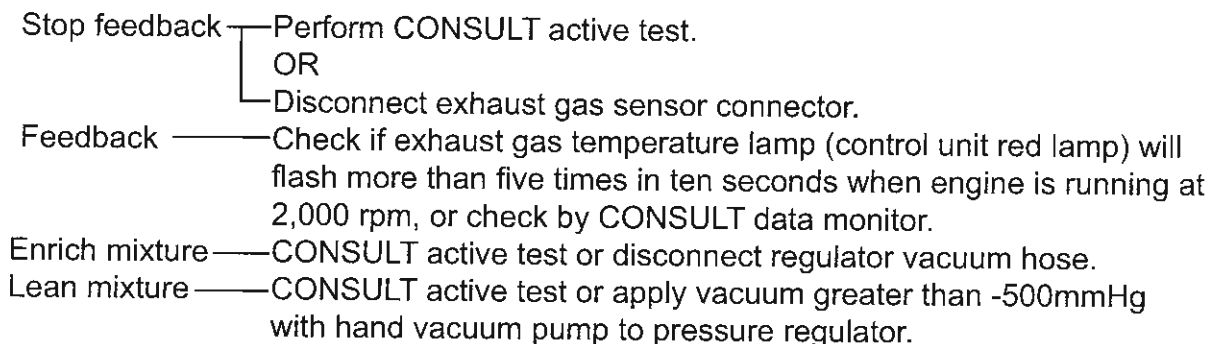 Stop feedback Perform CONSULT active test.
OR
Disconnect exhaust gas sensor connector.
Feedback Check if exhaust gas temperature lamp (control unit red lamp) will
flash more than five times in ten seconds when engine is running at
2,000 rpm, or check by CONSULT data monitor.
Enrich mixture CONSULT active test or disconnect regulator vacuum hose.
Lean mixture CONSULT active test or apply vacuum greater than -500mmHg
with hand vacuum pump to pressure regulator.